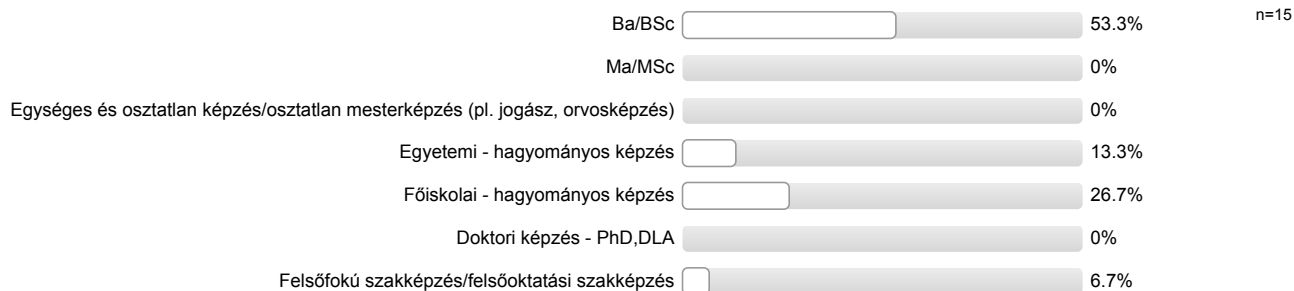 Ba/BSc 53.3% n=15
Ma/MSc 0%
Egységes és osztatlan képzés/osztatlan mesterképzés (pl. jogász, orvosképzés) 0%
Egyetemi - hagyományos képzés 13.3%
Főiskolai - hagyományos képzés 26.7%
Doktori képzés - PhD,DLA 0%
Felsőfokú szakképzés/felsőoktatási szakképzés 6.7%